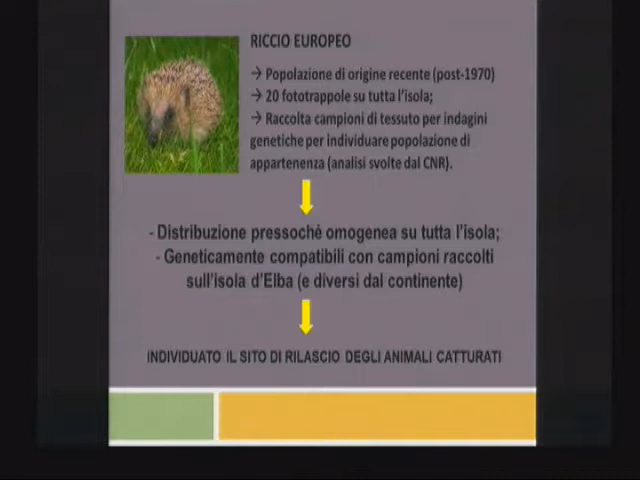 RICCIO EUROPEO
→ Popolazione di origine recente (post-1970)
→ 20 fototrappole su tutta l'isola;
→ Raccolta campioni di tessuto per indagini
genetiche per individuare popolazione di
appartenenza (analisi svolte dal CNR).
- Distribuzione pressoché omogenea su tutta l'isola;
- Geneticamente compatibili con campioni raccolti
sull'isola d'Elba (e diversi dal continente)
INDIVIDUATO IL SITO DI RILASCIO DEGLI ANIMALI CATTURATI